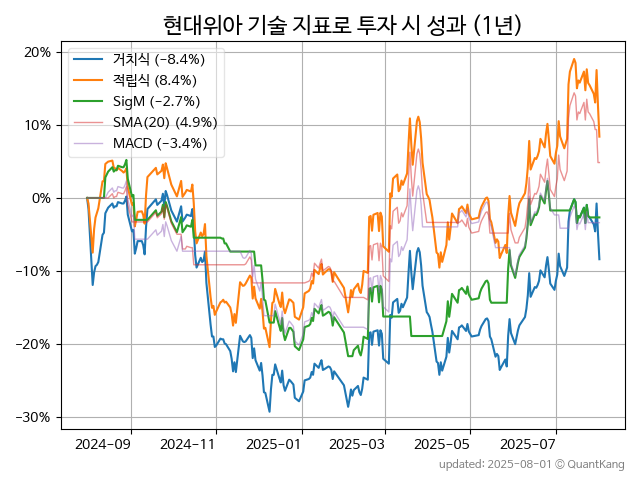 현대위아 기술 지표로 투자 시 성과 (1년)
거치식 (−8.4%)
적립식 (8.4%)
SigM (−2.7%)
SMA(20) (4.9%)
MACD (−3.4%)
20%
10%
0%
−10%
−20%
−30%
2024−09 2024−11 2025−01 2025−03 2025−05 2025−07
updated: 2025−08−01 © QuantKang